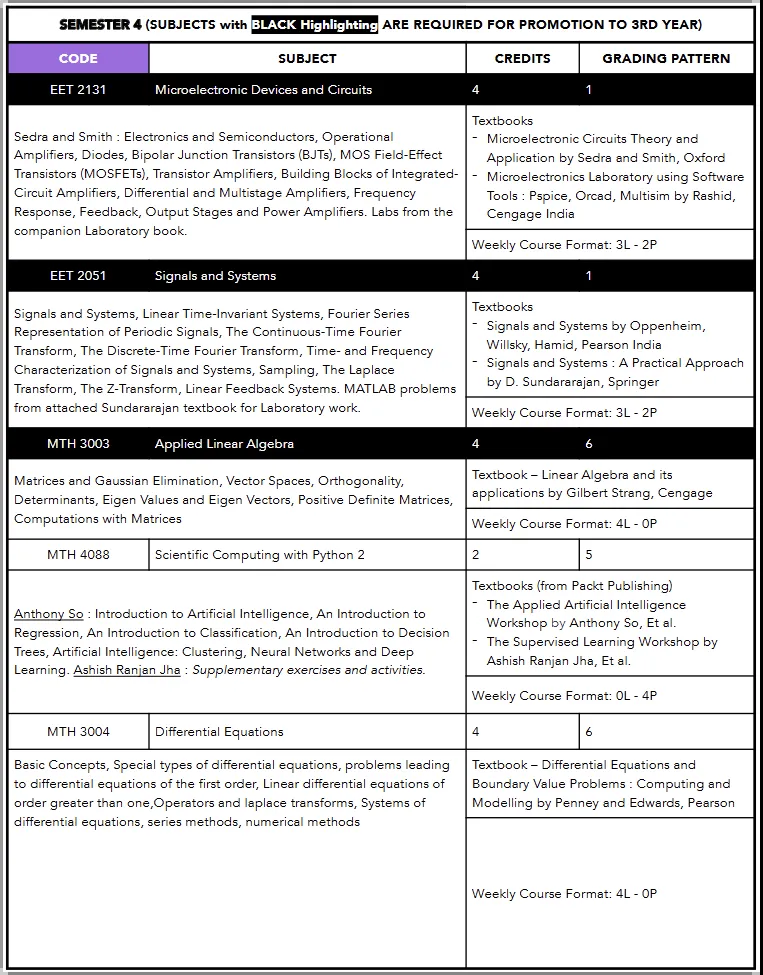 SEMESTER 4 (SUBJECTS with BLACK Highlighting ARE REQUIRED FOR PROMOTION TO 3RD YEAR)
CODE SUBJECT CREDITS GRADING PATTERN
EET 2131 Microelectronic Devices and Circuits 4 1
Sedra and Smith : Electronics and Semiconductors, Operational
Amplifiers, Diodes, Bipolar Junction Transistors (BJTs), MOS Field-Effect
Transistors (MOSFETs), Transistor Amplifiers, Building Blocks of Integrated-
Circuit Amplifiers, Differential and Multistage Amplifiers, Frequency
Response, Feedback, Output Stages and Power Amplifiers. Labs from the
companion Laboratory book.
Textbooks
- Microelectronic Circuits Theory and
Application by Sedra and Smith, Oxford
- Microelectronics Laboratory using Software
Tools : Pspice, Orcad, Multisim by Rashid,
Cengage India
Weekly Course Format: 3L - 2P
EET 2051 Signals and Systems 4 1
Signals and Systems, Linear Time-Invariant Systems, Fourier Series
Representation of Periodic Signals, The Continuous-Time Fourier
Transform, The Discrete-Time Fourier Transform, Time- and Frequency
Characterization of Signals and Systems, Sampling, The Laplace
Transform, The Z-Transform, Linear Feedback Systems. MATLAB problems
from attached Sundararajan textbook for Laboratory work.
Textbooks
- Signals and Systems by Oppenheim,
Willsky, Hamid, Pearson India
- Signals and Systems : A Practical Approach
by D. Sundararajan, Springer
Weekly Course Format: 3L - 2P
MTH 3003 Applied Linear Algebra 4 6
Matrices and Gaussian Elimination, Vector Spaces, Orthogonality,
Determinants, Eigen Values and Eigen Vectors, Positive Definite Matrices,
Computations with Matrices
Textbook – Linear Algebra and its
applications by Gilbert Strang, Cengage
Weekly Course Format: 4L - 0P
MTH 4088 Scientific Computing with Python 2 2 5
Anthony So : Introduction to Artificial Intelligence, An Introduction to
Regression, An Introduction to Classification, An Introduction to Decision
Trees, Artificial Intelligence: Clustering, Neural Networks and Deep
Learning. Ashish Ranjan Jha : Supplementary exercises and activities.
Textbooks (from Packt Publishing)
- The Applied Artificial Intelligence
Workshop by Anthony So, Et al.
- The Supervised Learning Workshop by
Ashish Ranjan Jha, Et al.
Weekly Course Format: 0L - 4P
MTH 3004 Differential Equations 4 6
Basic Concepts, Special types of differential equations, problems leading
to differential equations of the first order, Linear differential equations of
order greater than one,Operators and laplace transforms, Systems of
differential equations, series methods, numerical methods
Textbook – Differential Equations and
Boundary Value Problems : Computing and
Modelling by Penney and Edwards, Pearson
Weekly Course Format: 4L - 0P